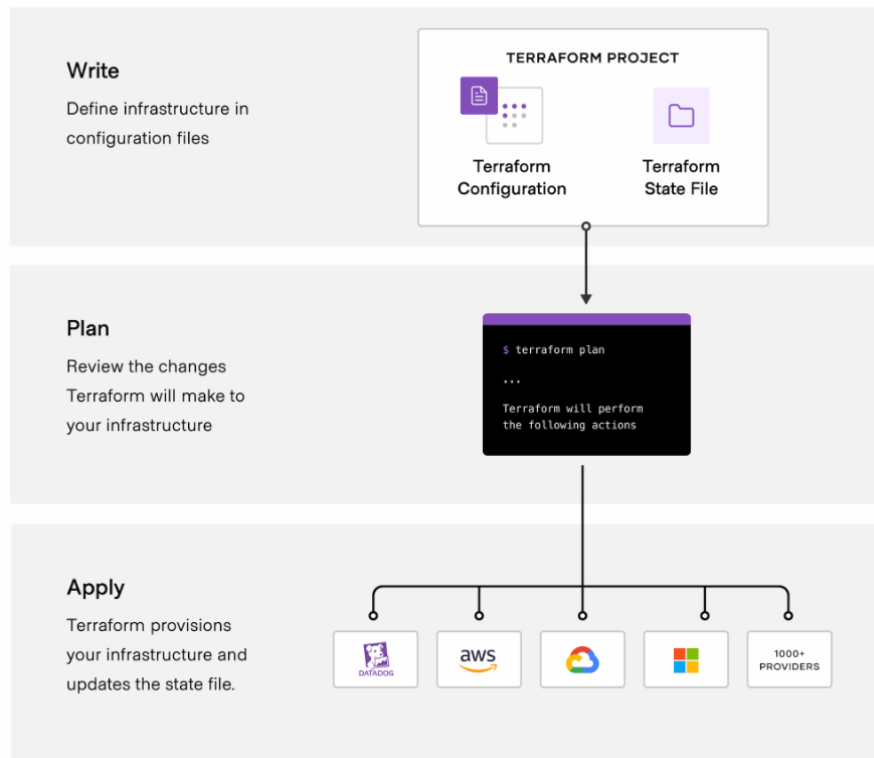 Write
Define infrastructure in
configuration files
TERRAFORM PROJECT
Terraform
Configuration
Terraform
State File
Plan
Review the changes
Terraform will make to
your infrastructure
$ terraform plan
...
Terraform will perform
the following actions
Apply
Terraform provisions
your infrastructure and
updates the state file.
DATADOG
aws
1000+
PROVIDERS